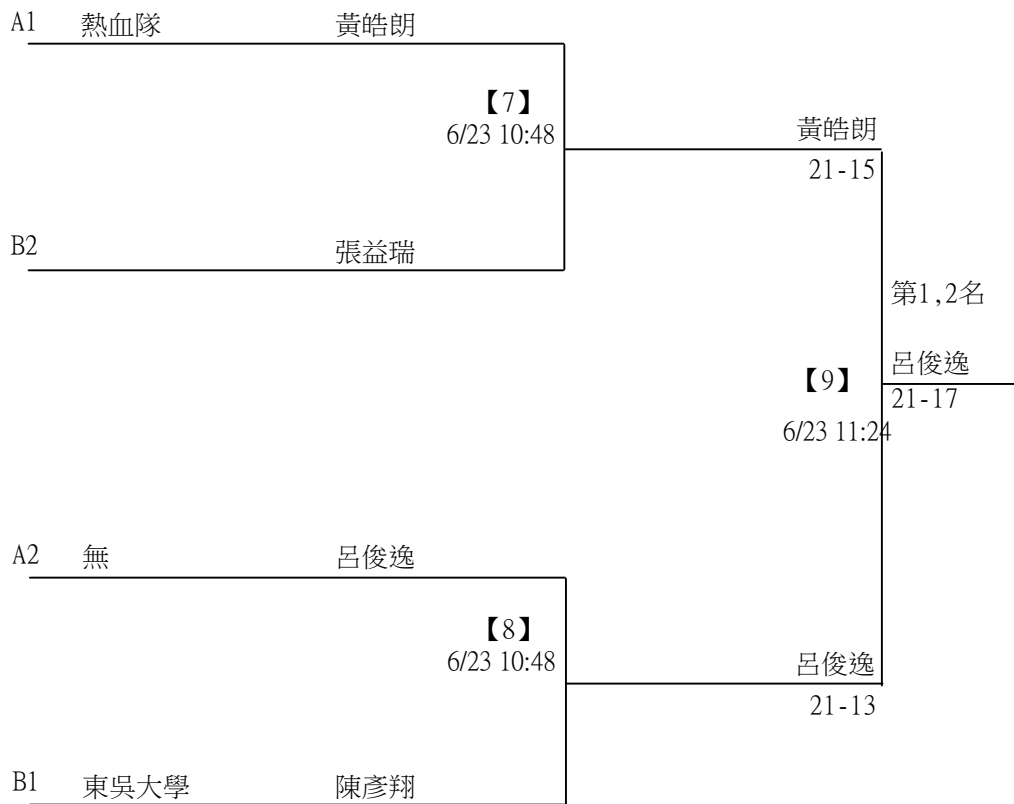 A1 熱血隊 黃皓朗
【7】
6/23 10:48
黃皓朗
21-15
B2 張益瑞
第1,2名
呂俊逸
【9】
21-17
6/23 11:24
A2 無 呂俊逸
【8】
6/23 10:48
呂俊逸
21-13
B1 東吳大學 陳彥翔